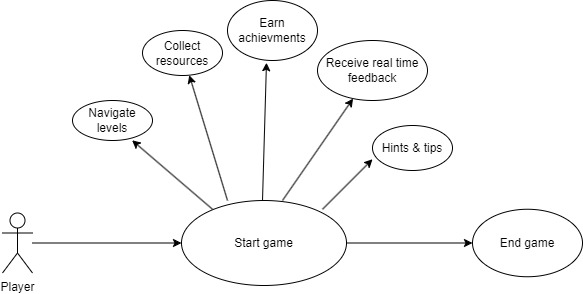 Earn
achievments
Collect
resources
Receive real time
feedback
Navigate
levels
Hints & tips
Start game
End game
Player